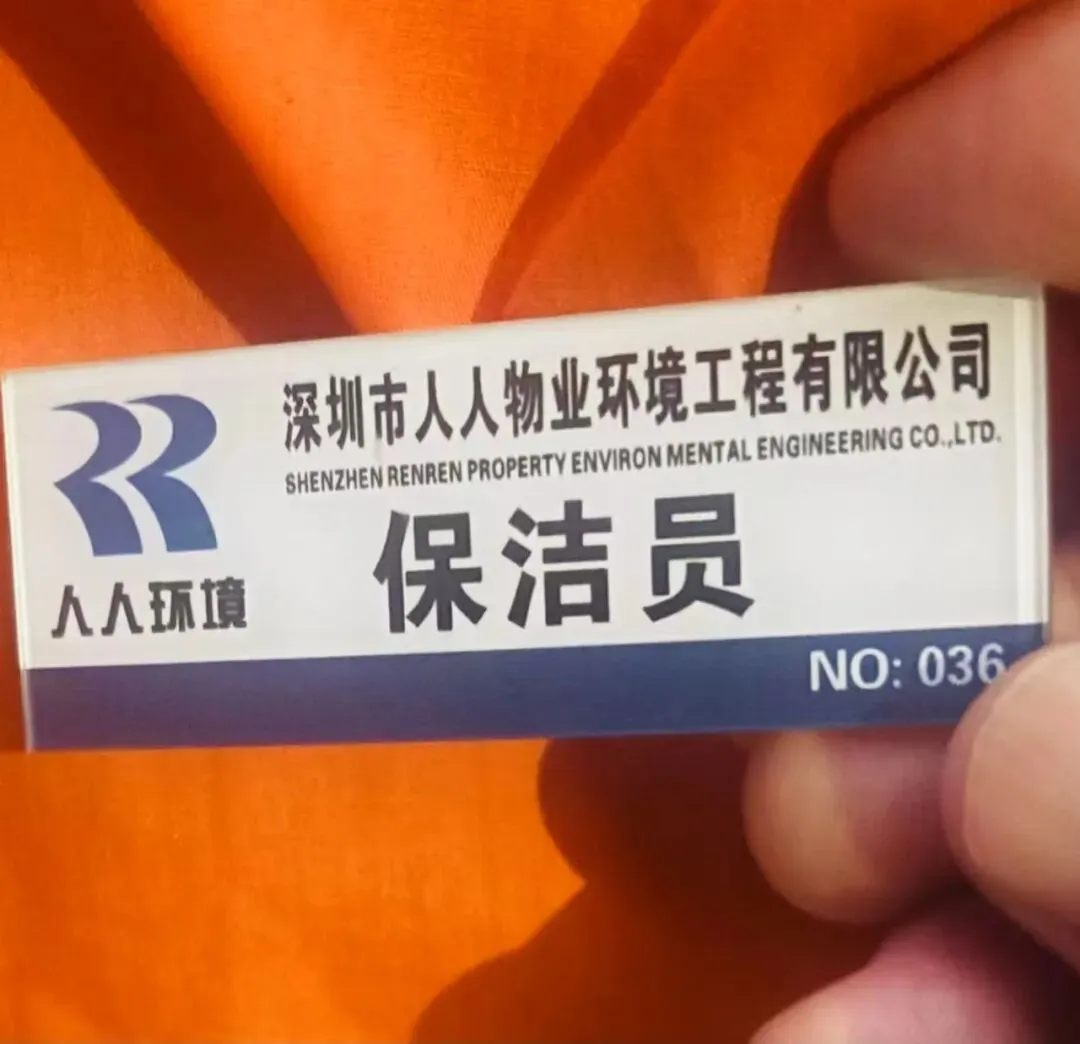 深圳市人人物业环境工程有限公司
SHENZHEN RENREN PROPERTY ENVIRON MENTAL ENGINEERING CO.,LTD.
人人环境
保洁员
NO: 036